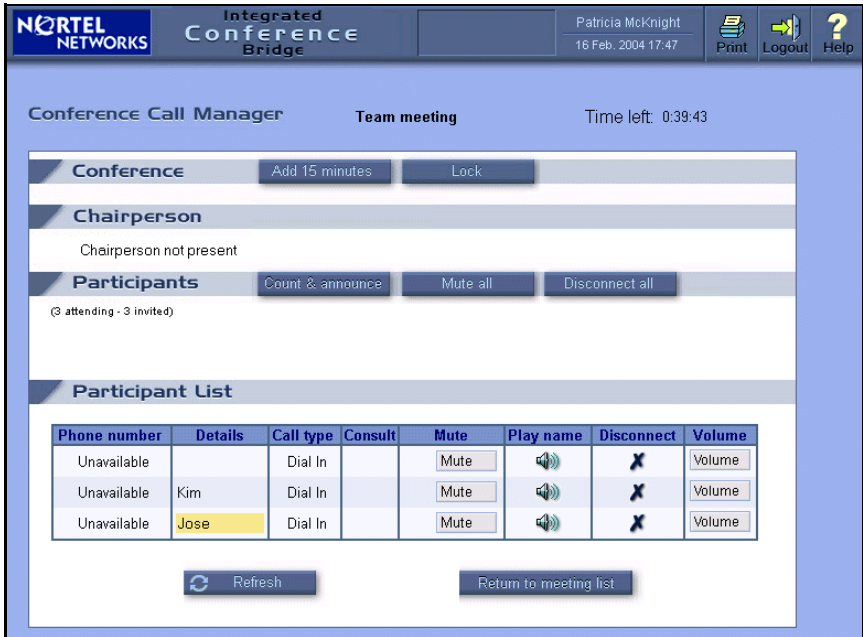 NORTEL
NETWORKS
Integrated
Conference
Bridge
Patricia McKnight
16 Feb. 2004 17:47
Print
Logout
Help
Conference Call Manager Team meeting Time left: 0:39:43
Conference Add 15 minutes Lock
Chairperson
Chairperson not present
Participants Count & announce Mute all Disconnect all
(3 attending - 3 invited)
Participant List
Phone number Details Call type Consult Mute Play name Disconnect Volume
Unavailable Dial In Mute X Volume
Unavailable Kim Dial In Mute X Volume
Unavailable Jose Dial In Mute X Volume
Refresh Return to meeting list